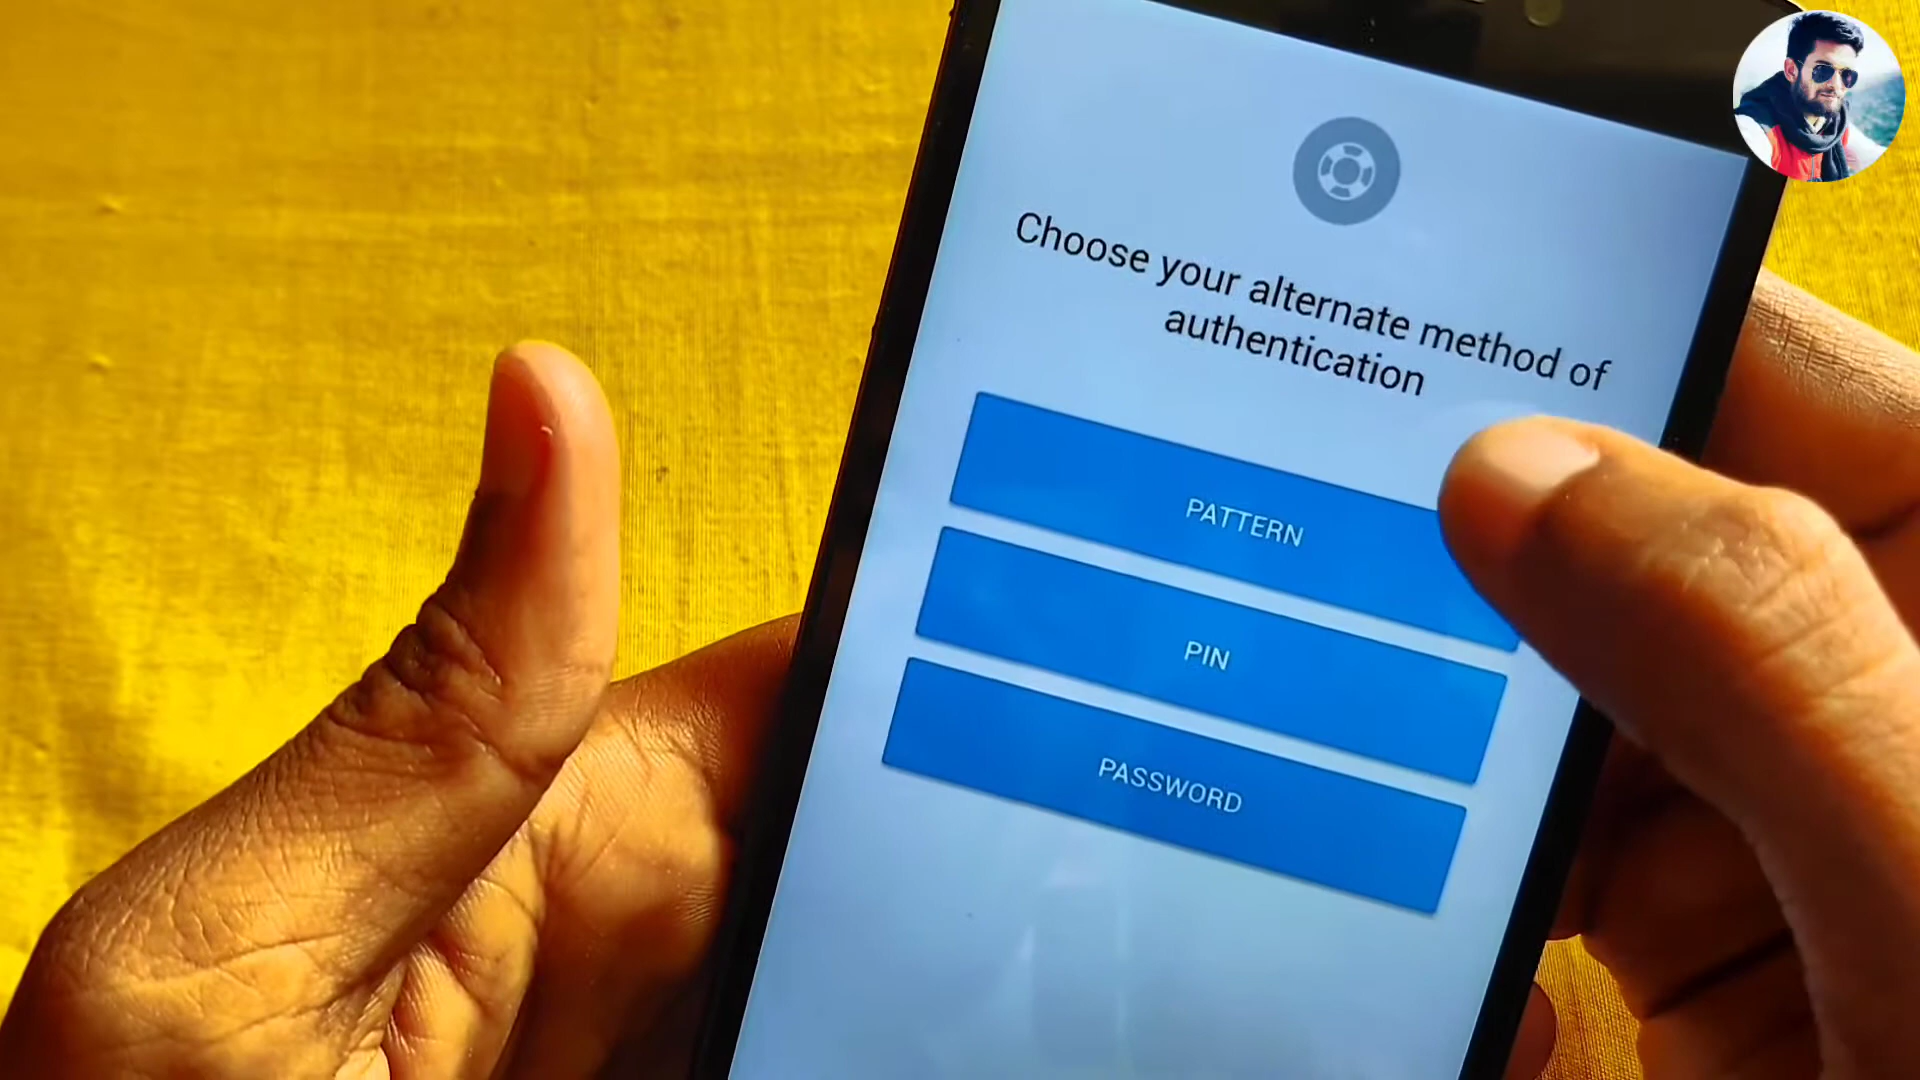 Choose your alternate method of
authentication
PATTERN
PIN
PASSWORD